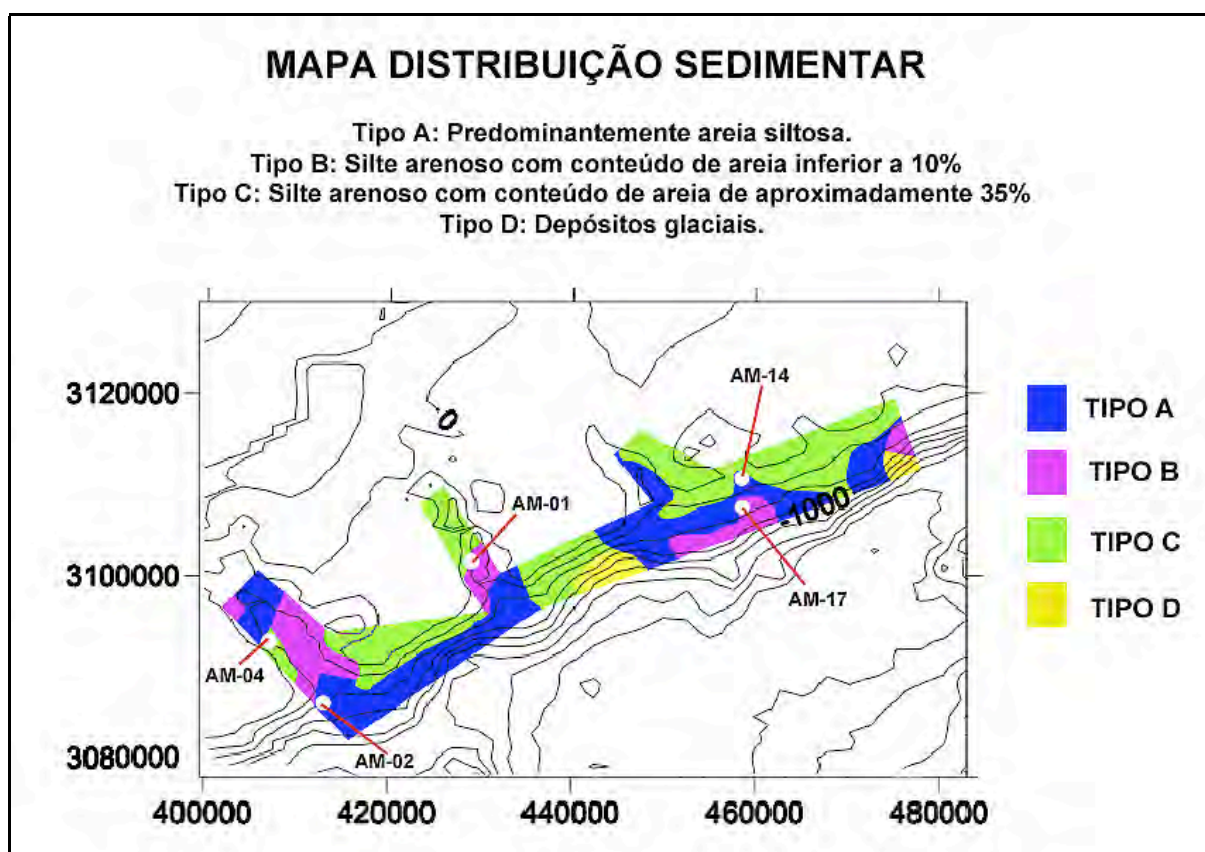 MAPA DISTRIBUIÇÃO SEDIMENTAR
Tipo A: Predominantemente areia siltosa.
Tipo B: Silte arenoso com conteúdo de areia inferior a 10%
Tipo C: Silte arenoso com conteúdo de areia de aproximadamente 35%
Tipo D: Depósitos glaciais.
3120000
3100000
3080000
400000
420000
440000
460000
480000
0
-1000
AM-14
AM-01
AM-17
AM-04
AM-02
TIPO A
TIPO B
TIPO C
TIPO D